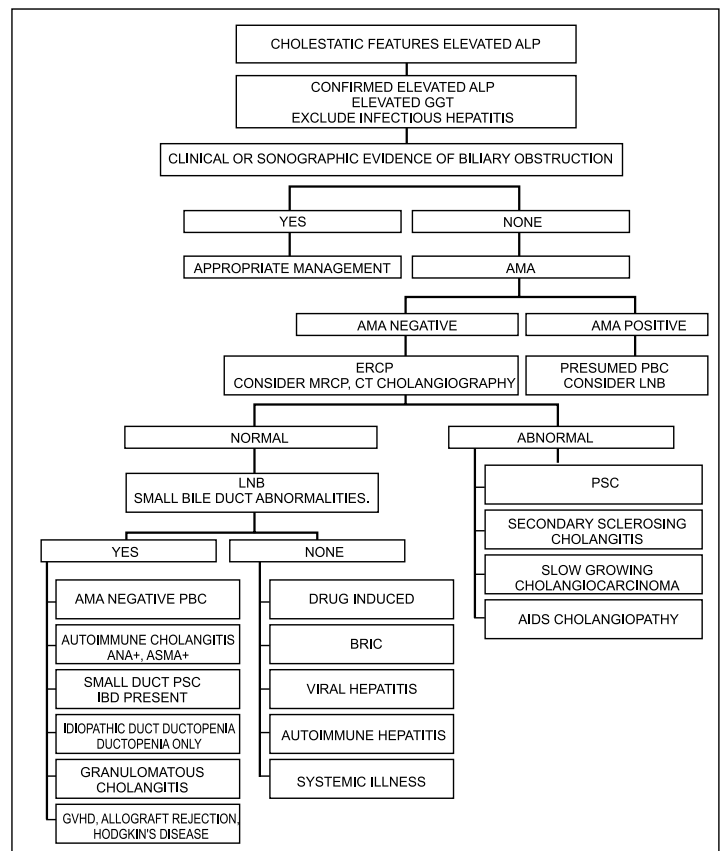 CHOLESTATIC FEATURES ELEVATED ALP
CONFIRMED ELEVATED ALP
ELEVATED GGT
EXCLUDE INFECTIOUS HEPATITIS
CLINICAL OR SONOGRAPHIC EVIDENCE OF BILIARY OBSTRUCTION
YES
NONE
APPROPRIATE MANAGEMENT
AMA
AMA NEGATIVE
AMA POSITIVE
ERCP
CONSIDER MRCP, CT CHOLANGIOGRAPHY
PRESUMED PBC
CONSIDER LNB
NORMAL
ABNORMAL
LNB
SMALL BILE DUCT ABNORMALITIES.
PSC
SECONDARY SCLEROSING
CHOLANGITIS
SLOW GROWING
CHOLANGIOCARCINOMA
AIDS CHOLANGIOPATHY
YES
NONE
AMA NEGATIVE PBC
AUTOIMMUNE CHOLANGITIS
ANA+, ASMA+
SMALL DUCT PSC
IBD PRESENT
IDIOPATHIC DUCT DUCTOPENIA
DUCTOPENIA ONLY
GRANULOMATOUS
CHOLANGITIS
GVHD, ALLOGRAFT REJECTION,
HODGKIN'S DISEASE
DRUG INDUCED
BRIC
VIRAL HEPATITIS
AUTOIMMUNE HEPATITIS
SYSTEMIC ILLNESS